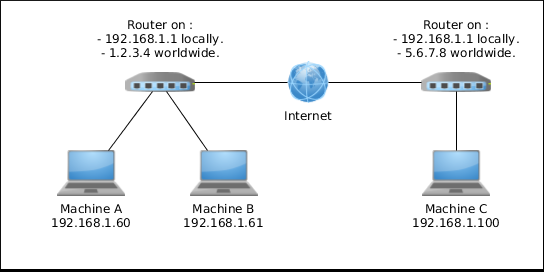 Router on :
- 192.168.1.1 locally.
- 1.2.3.4 worldwide.
Router on :
- 192.168.1.1 locally.
- 5.6.7.8 worldwide.
Internet
Machine A
192.168.1.60
Machine B
192.168.1.61
Machine C
192.168.1.100